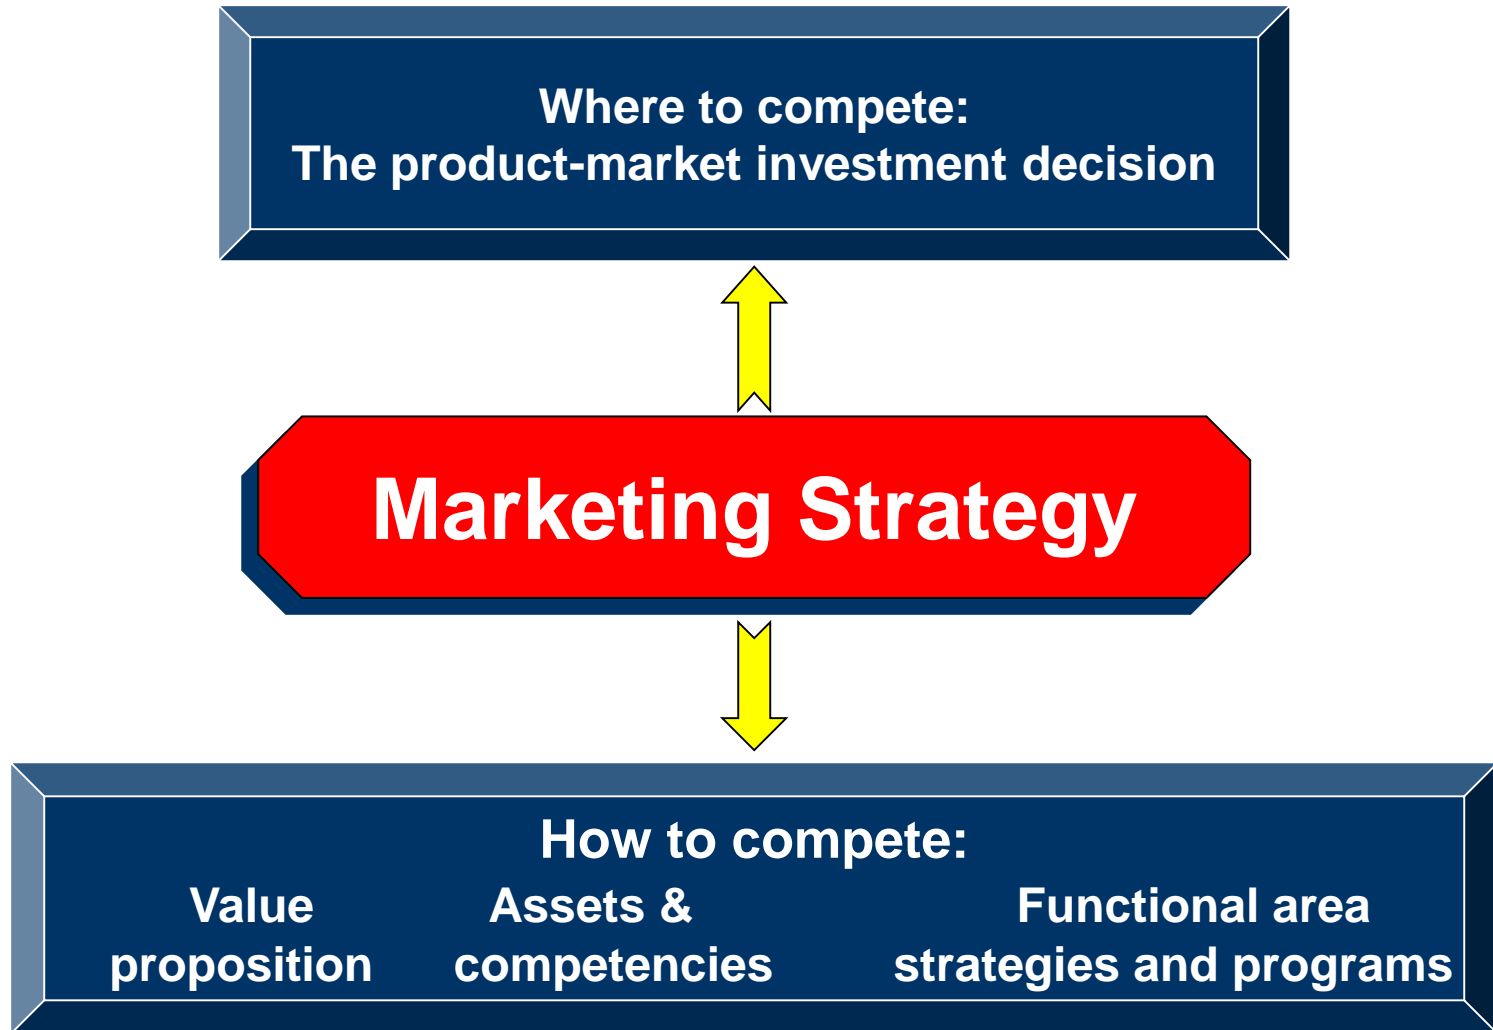 Where to compete:
The product-market investment decision
Marketing Strategy
How to compete:
Value Assets & Functional area
proposition competencies strategies and programs